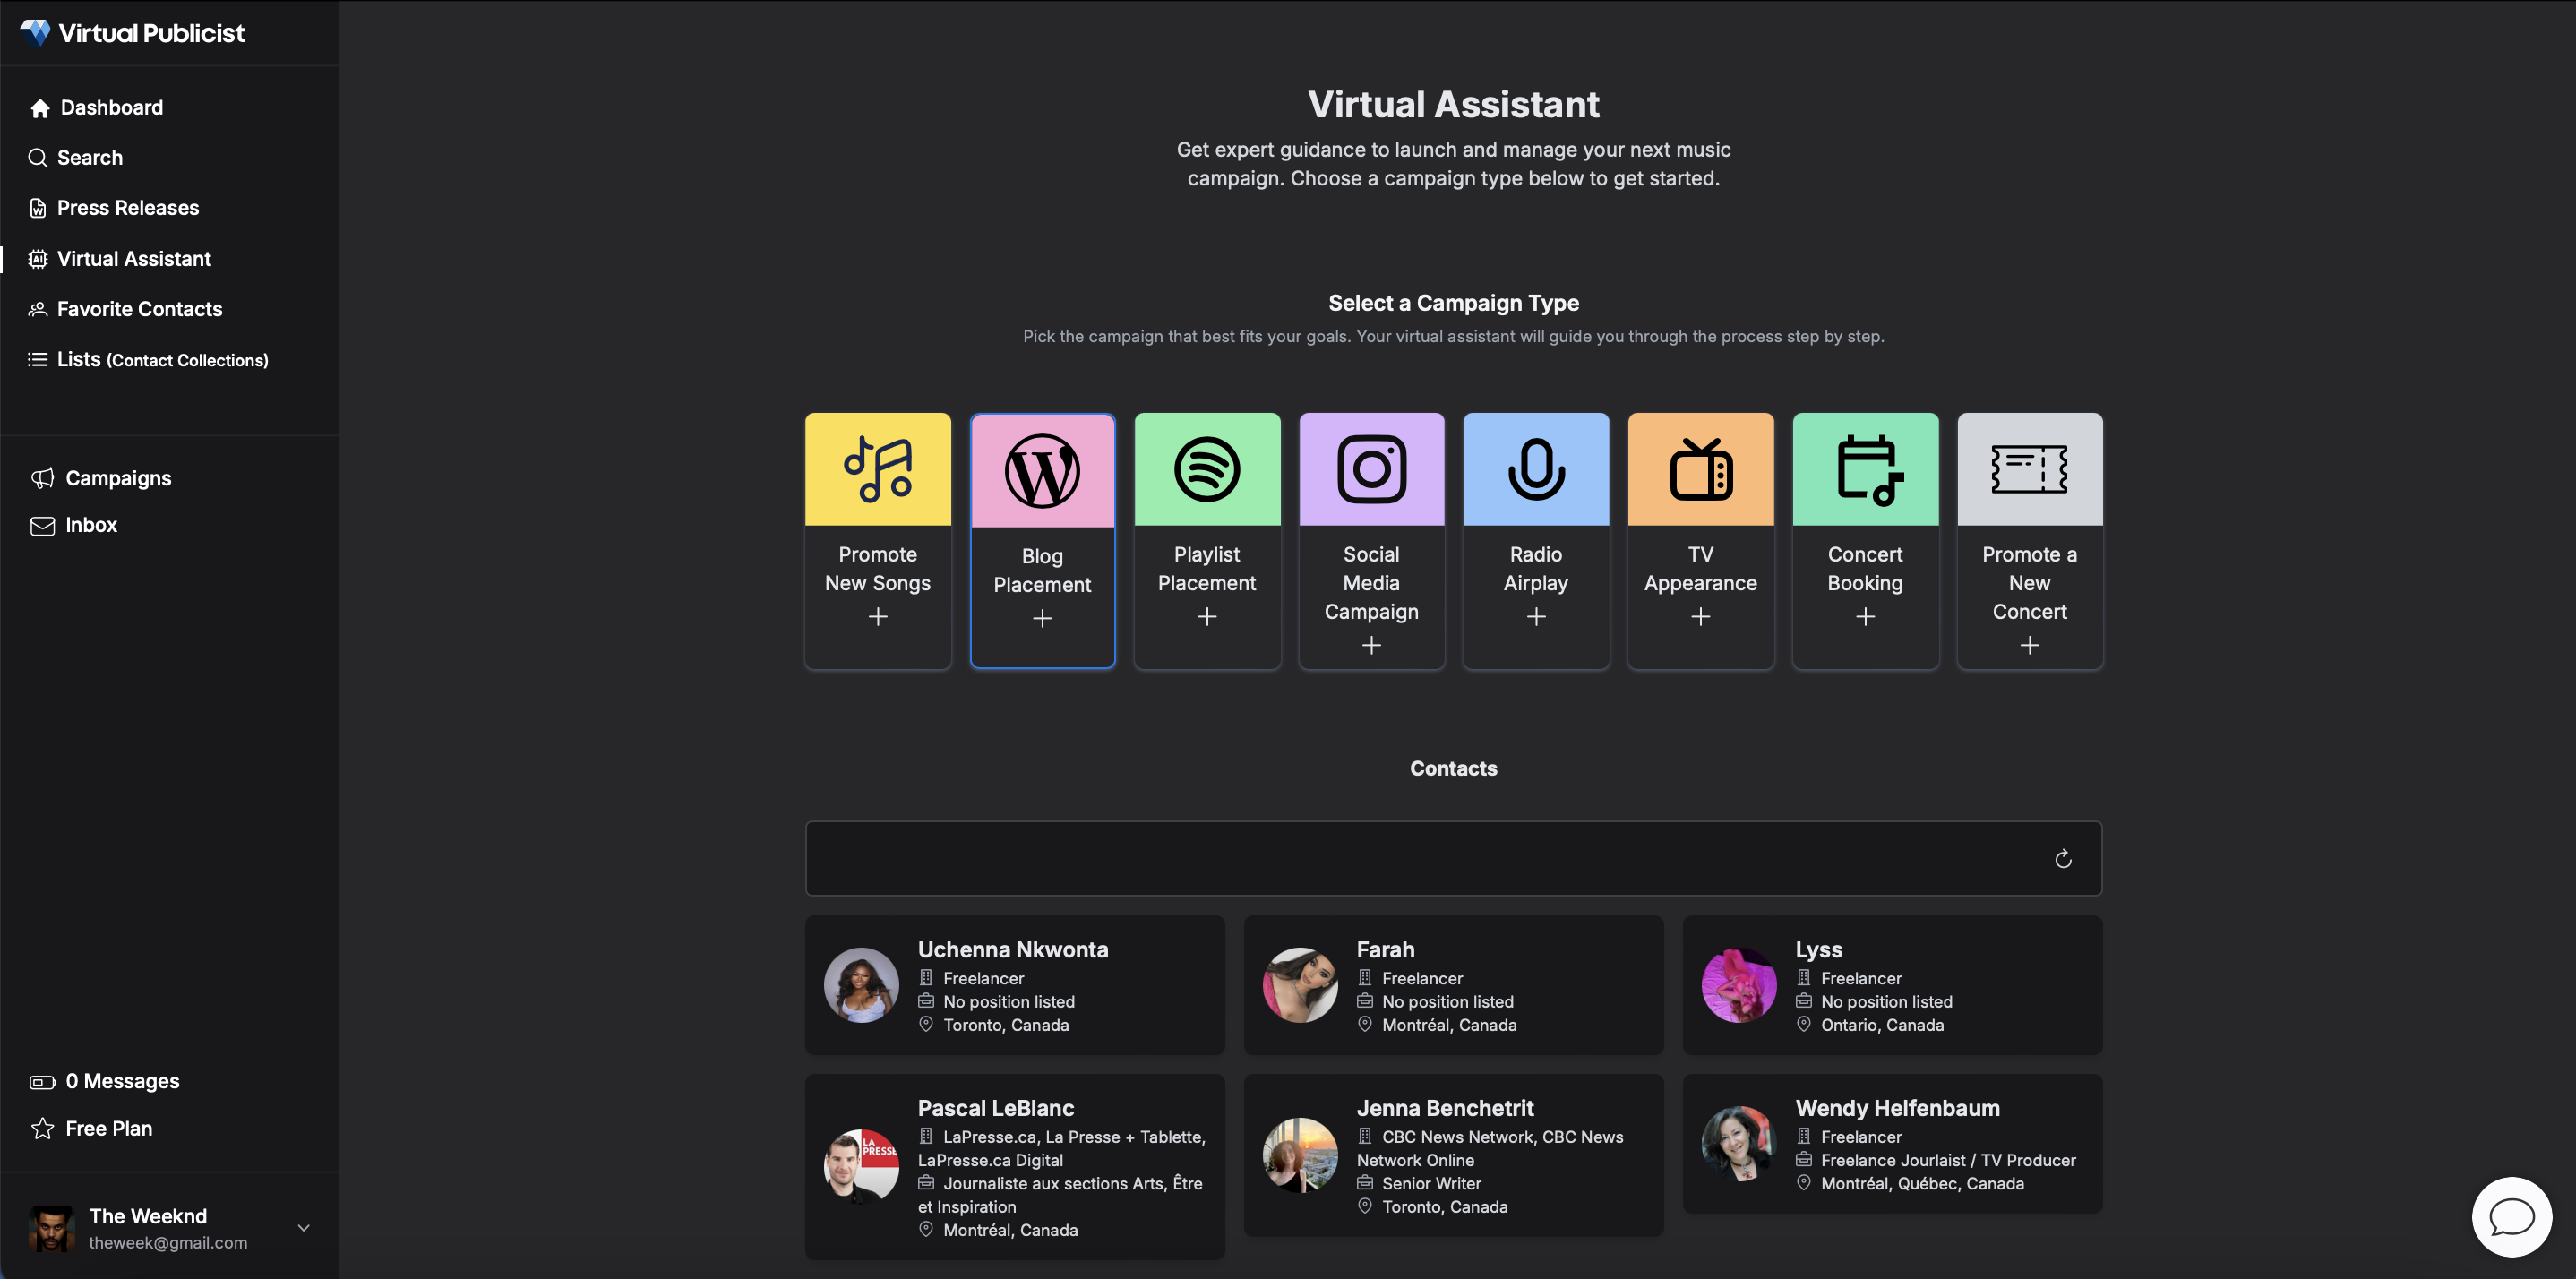 Virtual Publicist
Dashboard
Search
Press Releases
Virtual Assistant
Favorite Contacts
Lists (Contact Collections)
Campaigns
Inbox
0 Messages
Free Plan
The Weeknd
theweek@gmail.com
Virtual Assistant
Get expert guidance to launch and manage your next music
campaign. Choose a campaign type below to get started.
Select a Campaign Type
Pick the campaign that best fits your goals. Your virtual assistant will guide you through the process step by step.
Promote
New Songs
Blog
Placement
Playlist
Placement
Social
Media
Campaign
Radio
Airplay
TV
Appearance
Concert
Booking
Promote a
New
Concert
Contacts
Uchenna Nkwonta
Freelancer
No position listed
Toronto, Canada
Farah
Freelancer
No position listed
Montréal, Canada
Lyss
Freelancer
No position listed
Ontario, Canada
LA
PRESSE
Pascal LeBlanc
LaPresse.ca, La Presse + Tablette,
LaPresse.ca Digital
Journaliste aux sections Arts, Être
et Inspiration
Montréal, Canada
Jenna Benchetrit
CBC News Network, CBC News
Network Online
Senior Writer
Toronto, Canada
Wendy Helfenbaum
Freelancer
Freelance Jourlaist / TV Producer
Montréal, Québec, Canada